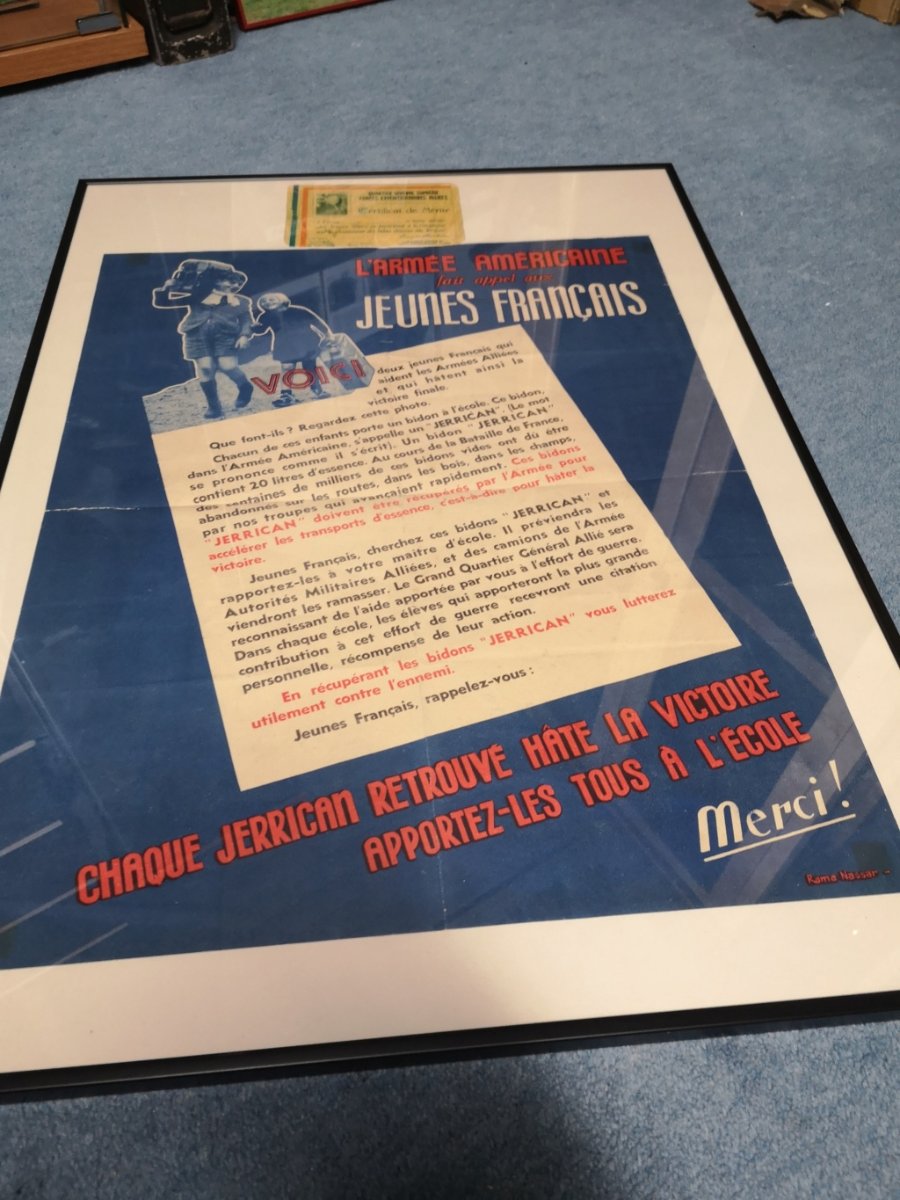 QUARTIER GENERAL SUPREME
Certificat de Mérite
L'ARMÉE AMERICAINE
fait appel aux
JEUNES FRANÇAIS
VOICI deux jeunes Français qui
aident les Armées Alliées
et qui hâtent ainsi la
victoire finale.
Que font-ils ? Regardez cette photo.
Chacun de ces enfants porte un bidon à l'école. Ce bidon,
dans l'Armée Américaine, s'appelle un "JERRICAN". (Le mot
se prononce comme il s'écrit). Un bidon "JERRICAN"
contient 20 litres d'essence. Au cours de la Bataille de France,
des centaines de milliers de ces bidons vides ont dû être
abandonnés sur les routes, dans les bois, dans les champs,
par nos troupes qui avançaient rapidement. Ces bidons
"JERRICAN" doivent être récupérés par l'Armée pour
accélérer les transports d'essence, c'est-à-dire pour hâter la
victoire.
Jeunes Français, cherchez ces bidons "JERRICAN" et
rapportez-les à votre maître d'école. Il préviendra les
Autorités Militaires Alliées, et des camions de l'Armée
viendront les ramasser. Le Grand Quartier Général Allié sera
reconnaissant de l'aide apportée par vous à l'effort de guerre.
Dans chaque école, les élèves qui apporteront la plus grande
contribution à cet effort de guerre recevront une citation
personnelle, récompense de leur action.
En récupérant les bidons "JERRICAN" vous lutterez
utilement contre l'ennemi.
Jeunes Français, rappelez-vous :
CHAQUE JERRICAN RETROUVÉ HÂTE LA VICTOIRE
APPORTEZ-LES TOUS À L'ÉCOLE
Merci !
Rama Nassar